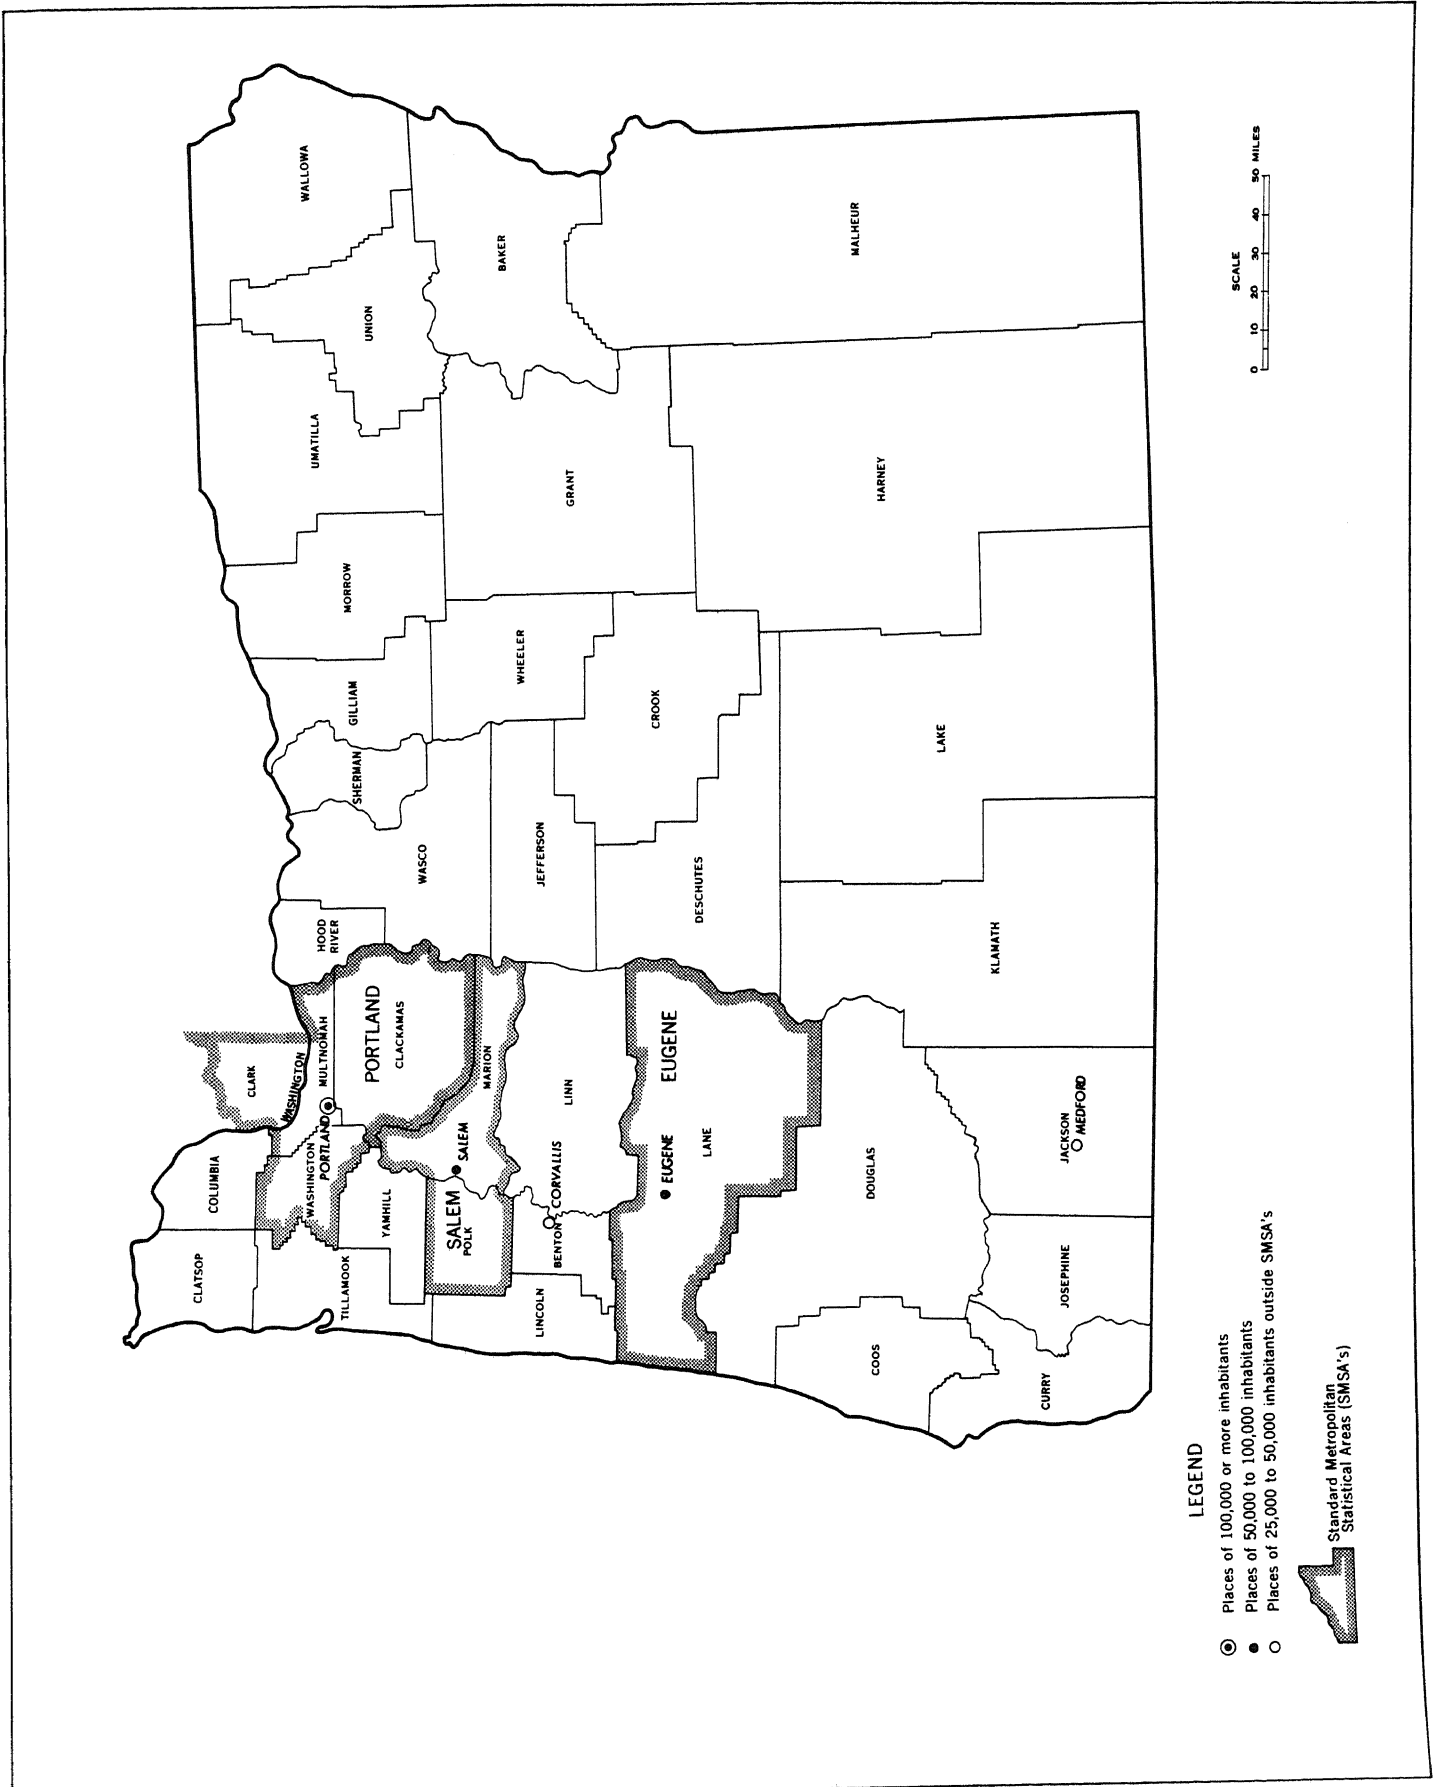 CLATSOP
COLUMBIA
CLARK
WASHINGTON
TILLAMOOK
WASHINGTON
PORTLAND
MULTNOMAH
HOOD
RIVER
YAMHILL
PORTLAND
CLACKAMAS
SALEM
POLK
SALEM
MARION
LINCOLN
BENTON
CORVALLIS
LINN
EUGENE
EUGENE
LANE
WASCO
SHERMAN
GILLIAM
MORROW
UMATILLA
UNION
WALLOWA
JEFFERSON
WHEELER
GRANT
BAKER
DESCHUTES
CROOK
MALHEUR
HARNEY
LAKE
KLAMATH
DOUGLAS
COOS
CURRY
JOSEPHINE
JACKSON
MEDFORD
LEGEND
Places of 100,000 or more inhabitants
Places of 50,000 to 100,000 inhabitants
Places of 25,000 to 50,000 inhabitants outside SMSA's
Standard Metropolitan
Statistical Areas (SMSA's)
SCALE
0 10 20 30 40 50 MILES